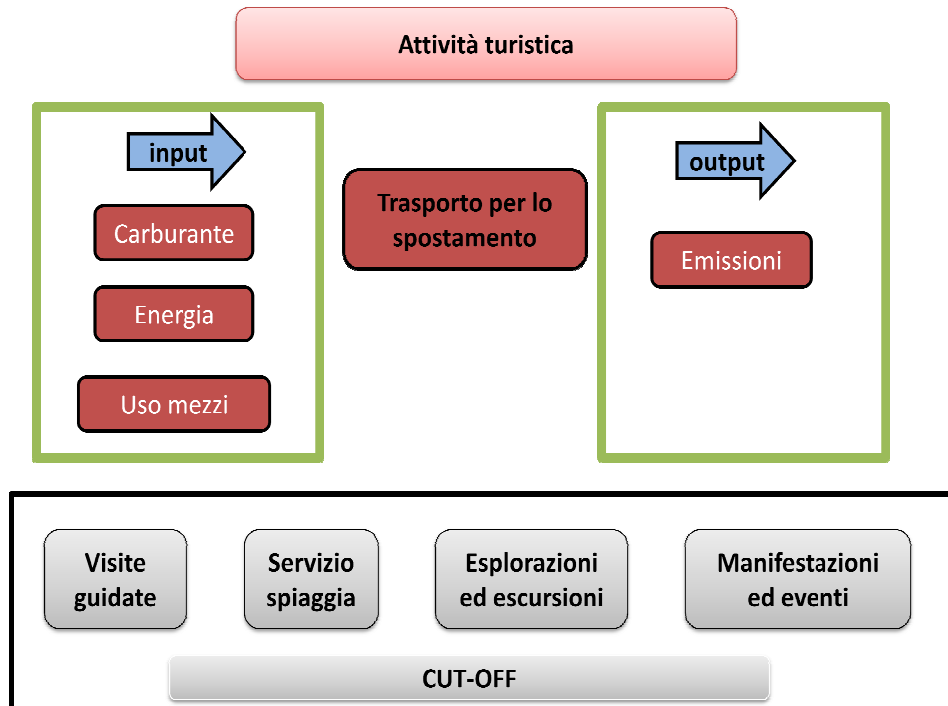 Attività turistica
input
Carburante
Energia
Uso mezzi
Trasporto per lo
spostamento
output
Emissioni
Visite
guidate
Servizio
spiaggia
Esplorazioni
ed escursioni
Manifestazioni
ed eventi
CUT-OFF